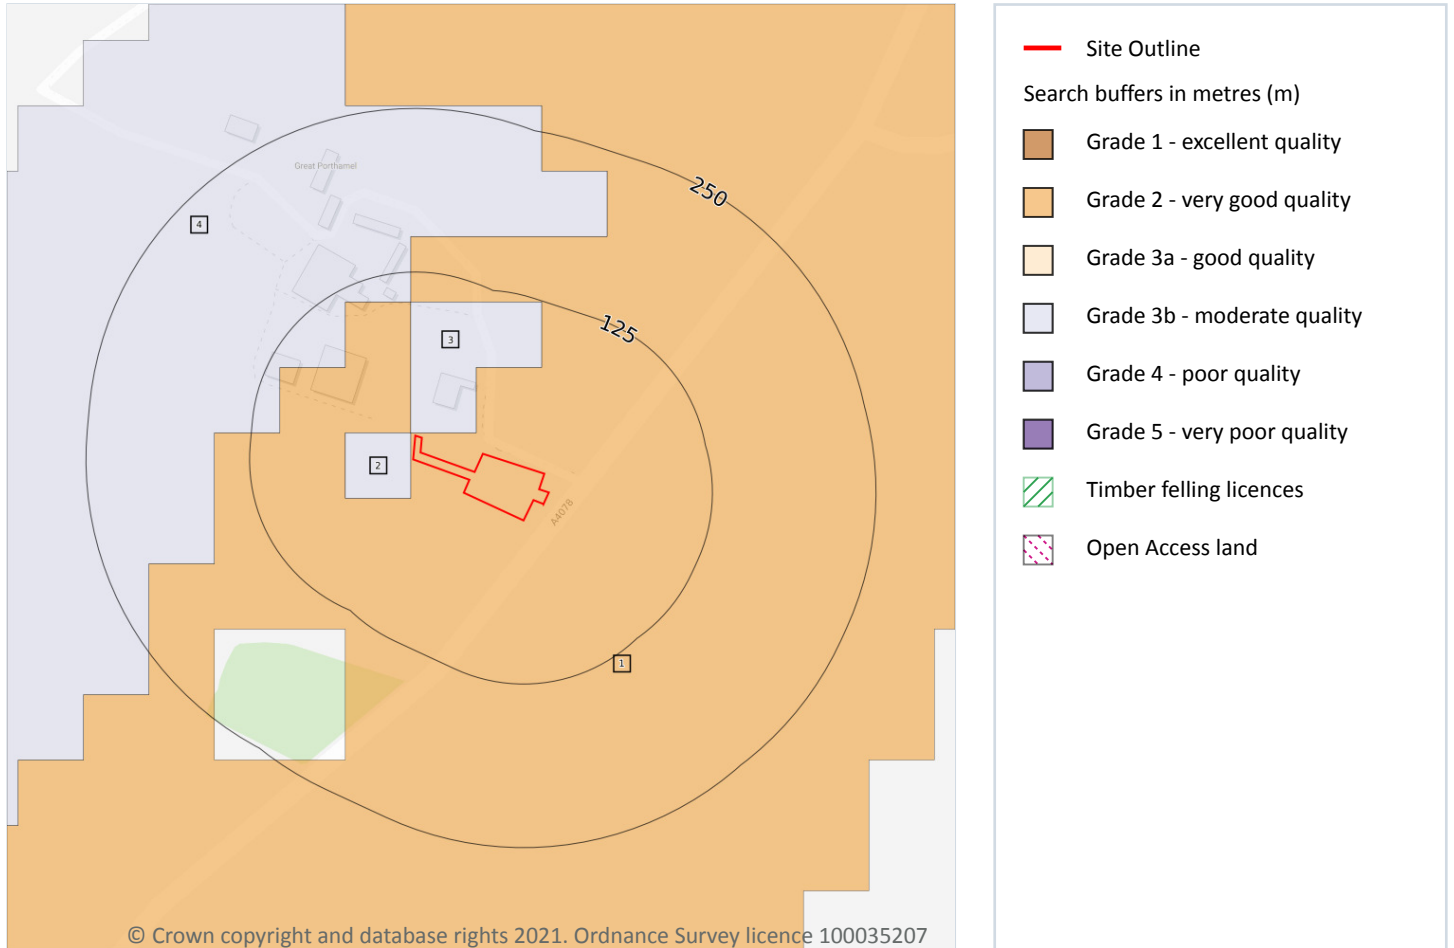 Great Porthamel
4
250
125
3
2
A4078
1
© Crown copyright and database rights 2021. Ordnance Survey licence 100035207
Site Outline
Search buffers in metres (m)
Grade 1 - excellent quality
Grade 2 - very good quality
Grade 3a - good quality
Grade 3b - moderate quality
Grade 4 - poor quality
Grade 5 - very poor quality
Timber felling licences
Open Access land